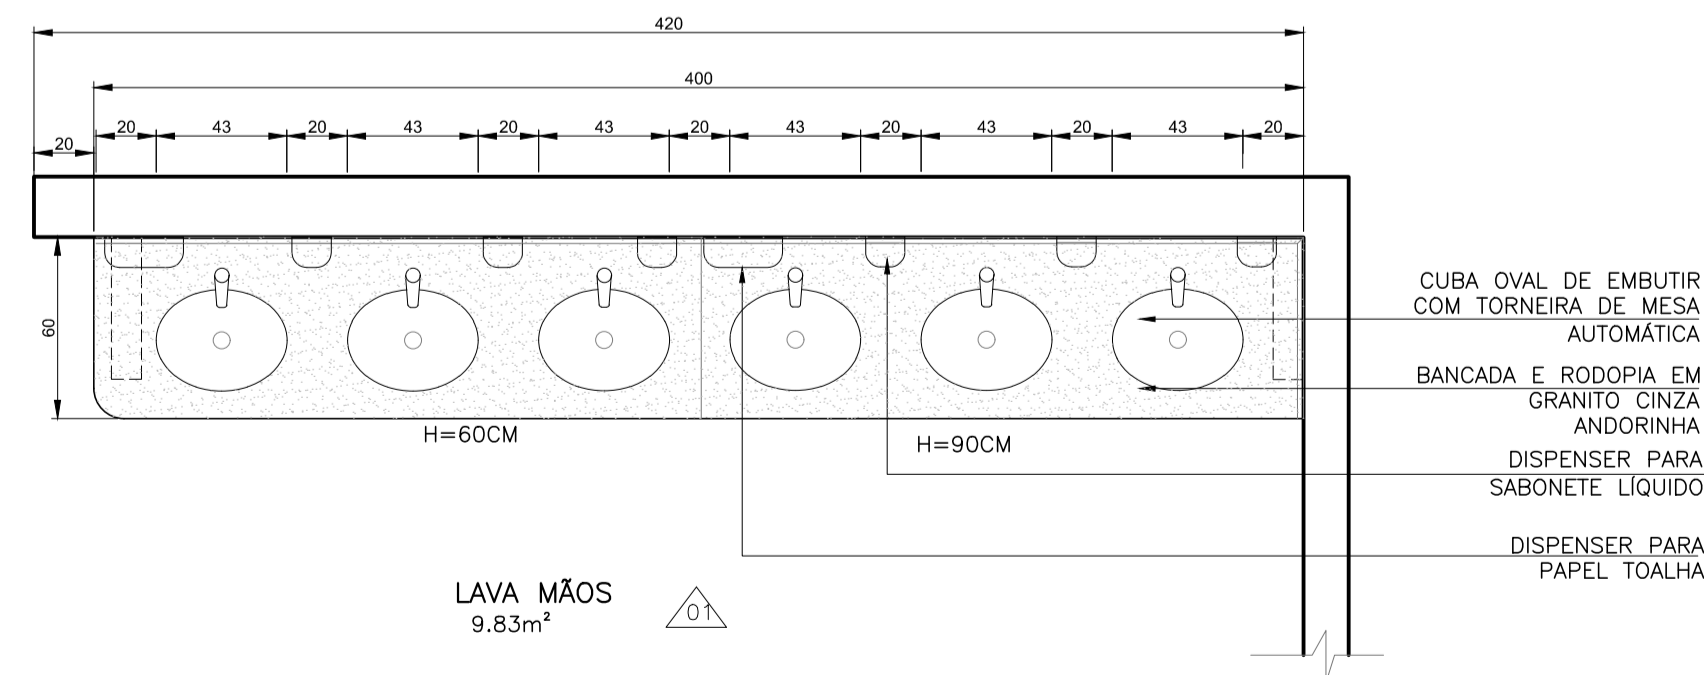 420
400
20 43 20 43 20 43 20 43 20 43 20 43 20
20
60
CUBA OVAL DE EMBUTIR
COM TORNEIRA DE MESA
AUTOMÁTICA
BANCADA E RODOPIA EM
GRANITO CINZA
ANDORINHA
H=60CM
H=90CM
DISPENSER PARA
SABONETE LÍQUIDO
DISPENSER PARA
PAPEL TOALHA
LAVA MÃOS
9.83m²
01